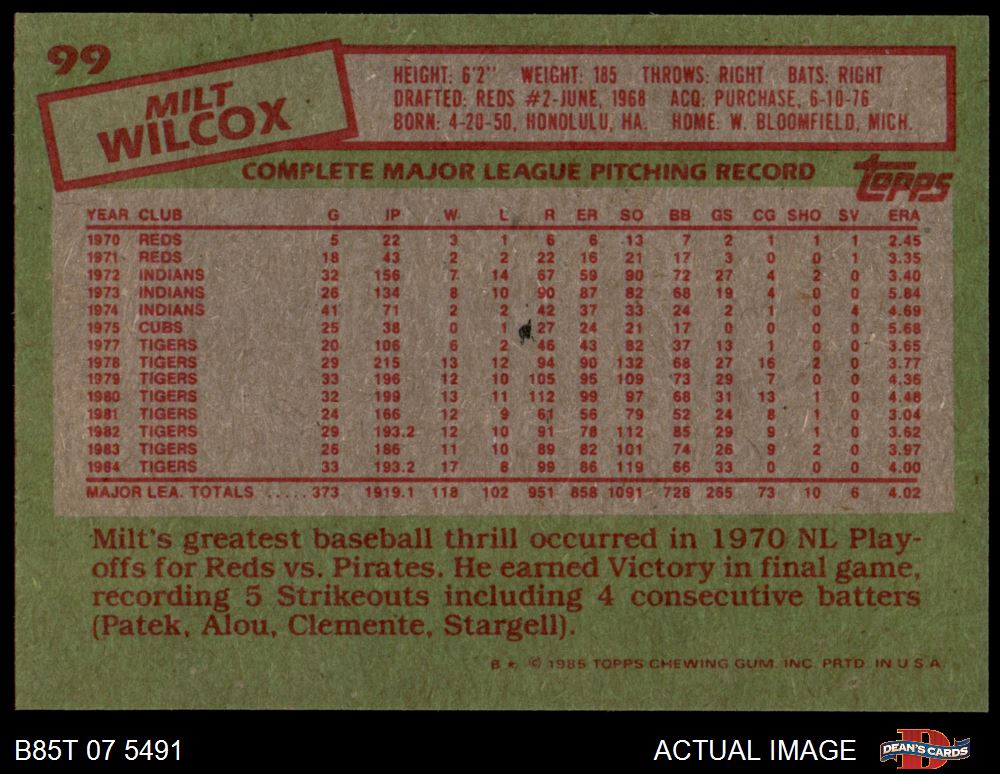 99
MILT
WILCOX
HEIGHT: 6'2" WEIGHT: 185 THROWS: RIGHT BATS: RIGHT
DRAFTED: REDS #2-JUNE, 1968 ACQ: PURCHASE, 6-10-76
BORN: 4-20-50, HONOLULU, HA. HOME: W. BLOOMFIELD, MICH.
COMPLETE MAJOR LEAGUE PITCHING RECORD
topps
YEAR CLUB G IP W L R ER SO BB GS CG SHO SV ERA
1970 REDS 5 22 3 1 6 6 13 7 2 1 1 1 2.45
1971 REDS 18 43 2 2 22 16 21 17 3 0 0 1 3.35
1972 INDIANS 32 156 7 14 67 59 90 72 27 4 2 0 3.40
1973 INDIANS 26 134 8 10 90 87 82 68 19 4 0 0 5.84
1974 INDIANS 41 71 2 2 42 37 33 24 2 1 0 4 4.69
1975 CUBS 25 38 0 1 27 24 21 17 0 0 0 0 5.68
1977 TIGERS 20 106 6 2 46 43 82 37 13 1 0 0 3.65
1978 TIGERS 29 215 13 12 94 90 132 68 27 16 2 0 3.77
1979 TIGERS 33 196 12 10 105 95 109 73 29 7 0 0 4.36
1980 TIGERS 32 199 13 11 112 99 97 68 31 13 1 0 4.48
1981 TIGERS 24 166 12 9 61 56 79 52 24 8 1 0 3.04
1982 TIGERS 29 193.2 12 10 91 78 112 85 29 9 1 0 3.62
1983 TIGERS 26 186 11 10 89 82 101 74 26 9 2 0 3.97
1984 TIGERS 33 193.2 17 8 99 86 119 66 33 0 0 0 4.00
MAJOR LEA. TOTALS ..... 373 1919.1 118 102 951 858 1091 728 265 73 10 6 4.02
Milt's greatest baseball thrill occurred in 1970 NL Play-
offs for Reds vs. Pirates. He earned Victory in final game,
recording 5 Strikeouts including 4 consecutive batters
(Patek, Alou, Clemente, Stargell).
B * © 1985 TOPPS CHEWING GUM, INC. PRTD. IN U.S.A.
B85T 07 5491
ACTUAL IMAGE
DEAN'S CARDS